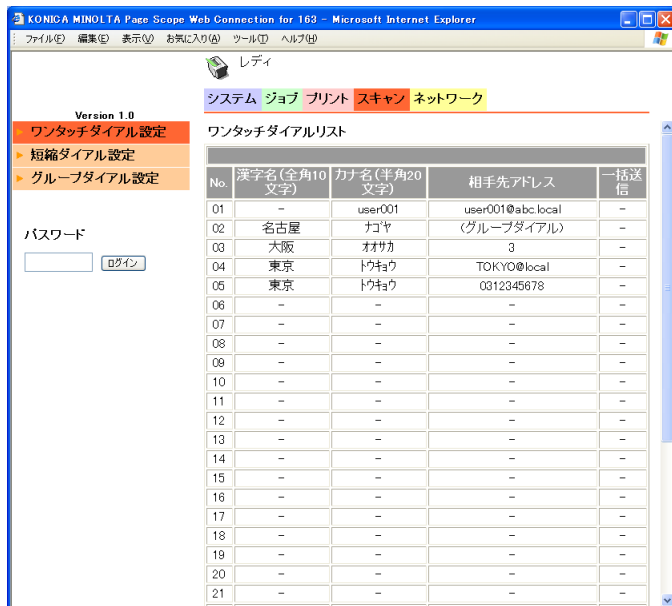 KONICA MINOLTA Page Scope Web Connection for 163 - Microsoft Internet Explorer
ファイル(F) 編集(E) 表示(V) お気に入り(A) ツール(T) ヘルプ(H)
レディ
システム ジョブ プリント スキャン ネットワーク
Version 1.0
ワンタッチダイアル設定
短縮ダイアル設定
グループダイアル設定
パスワード
ログイン
ワンタッチダイアルリスト
No. 漢字名(全角10文字) カナ名(半角20文字) 相手先アドレス 一括送信
01 - user001 user001@abc.local -
02 名古屋 ナゴヤ (グループダイアル) -
03 大阪 オオサカ 3 -
04 東京 トウキョウ TOKYO@local -
05 東京 トウキョウ 0312345678 -
06 - - - -
07 - - - -
08 - - - -
09 - - - -
10 - - - -
11 - - - -
12 - - - -
13 - - - -
14 - - - -
15 - - - -
16 - - - -
17 - - - -
18 - - - -
19 - - - -
20 - - - -
21 - - - -